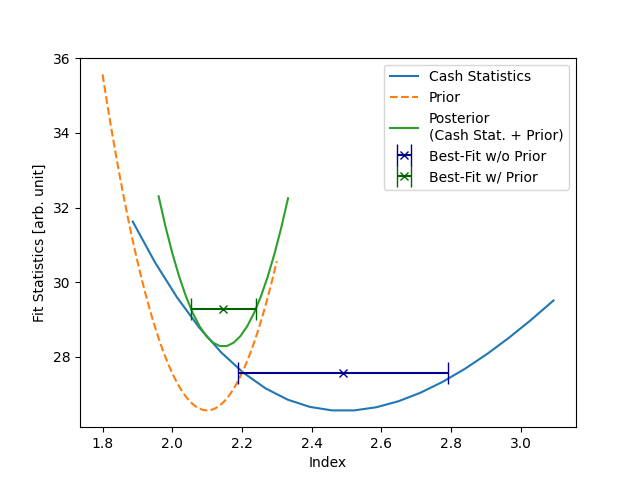 36
34
32
30
28
Fit Statistics [arb. unit]
Cash Statistics
Prior
Posterior
(Cash Stat. + Prior)
Best-Fit w/o Prior
Best-Fit w/ Prior
1.8 2.0 2.2 2.4 2.6 2.8 3.0
Index